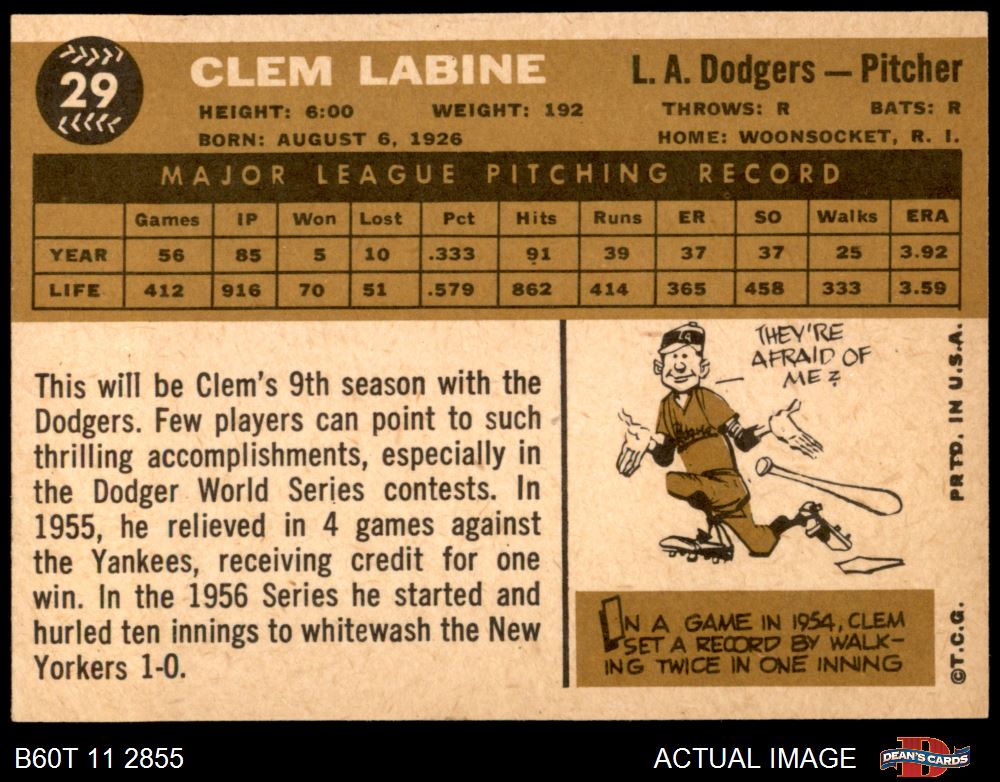 29
CLEM LABINE
L. A. Dodgers — Pitcher
HEIGHT: 6:00 WEIGHT: 192 THROWS: R BATS: R
BORN: AUGUST 6, 1926 HOME: WOONSOCKET, R. I.
MAJOR LEAGUE PITCHING RECORD
Games IP Won Lost Pct Hits Runs ER SO Walks ERA
YEAR 56 85 5 10 .333 91 39 37 37 25 3.92
LIFE 412 916 70 51 .579 862 414 365 458 333 3.59
This will be Clem's 9th season with the
Dodgers. Few players can point to such
thrilling accomplishments, especially in
the Dodger World Series contests. In
1955, he relieved in 4 games against
the Yankees, receiving credit for one
win. In the 1956 Series he started and
hurled ten innings to whitewash the New
Yorkers 1-0.
LA
THEY'RE
AFRAID OF
ME?
IN A GAME IN 1954, CLEM
SET A RECORD BY WALK-
ING TWICE IN ONE INNING
©T.C.G. PRTD. IN U.S.A.
B60T 11 2855
ACTUAL IMAGE
DEAN'S CARDS